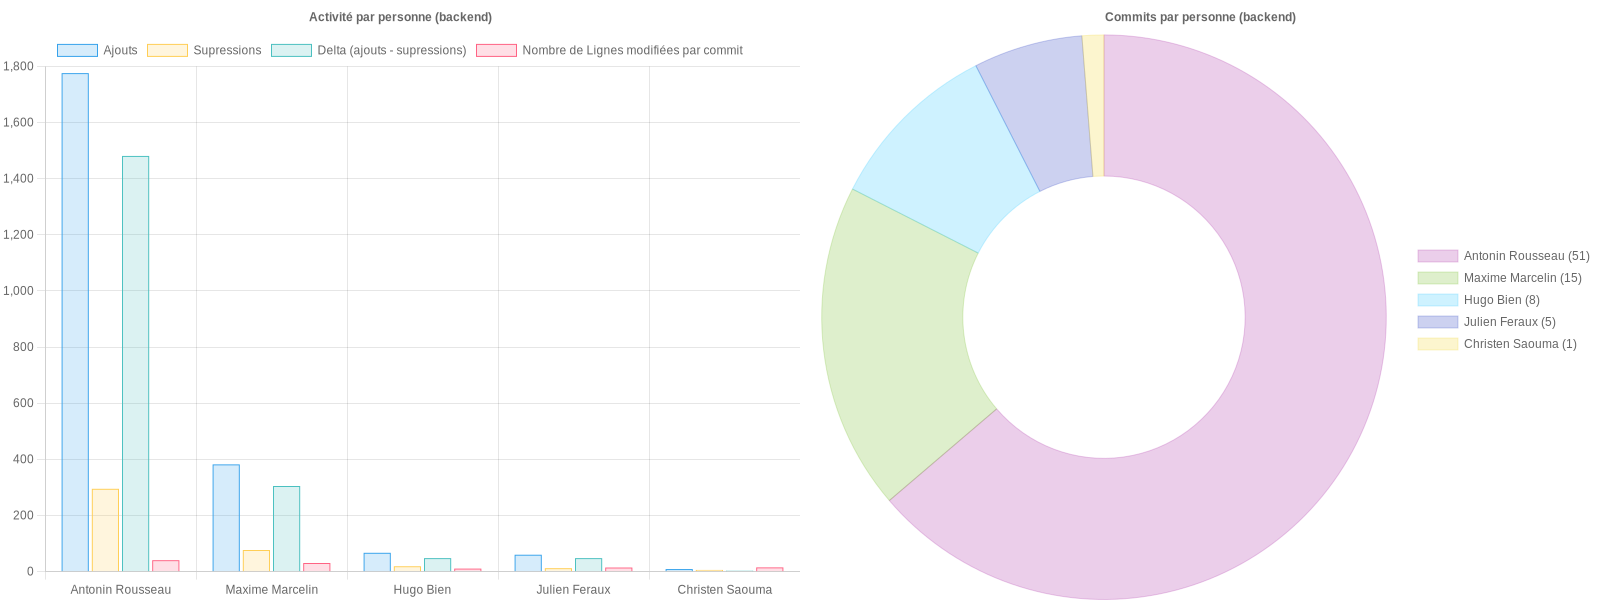 Activité par personne (backend)
Ajouts Supressions Delta (ajouts - supressions) Nombre de Lignes modifiées par commit
1,800
1,600
1,400
1,200
1,000
800
600
400
200
0
Antonin Rousseau Maxime Marcelin Hugo Bien Julien Feraux Christen Saouma
Commits par personne (backend)
Antonin Rousseau (51)
Maxime Marcelin (15)
Hugo Bien (8)
Julien Feraux (5)
Christen Saouma (1)